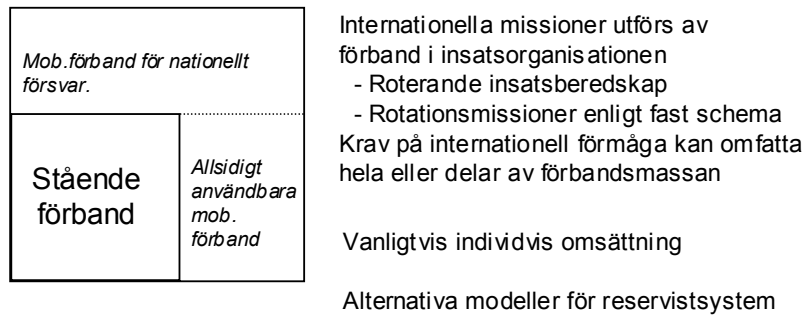 Mob.förband för nationellt
försvar.
Stående
förband
Allsidigt
användbara
mob.
förband
Internationella missioner utförs av
förband i insatsorganisationen
- Roterande insatsberedskap
- Rotationsmissioner enligt fast schema
Krav på internationell förmåga kan omfatta
hela eller delar av förbandsmassan
Vanligtvis individvis omsättning
Alternativa modeller för reservistsystem